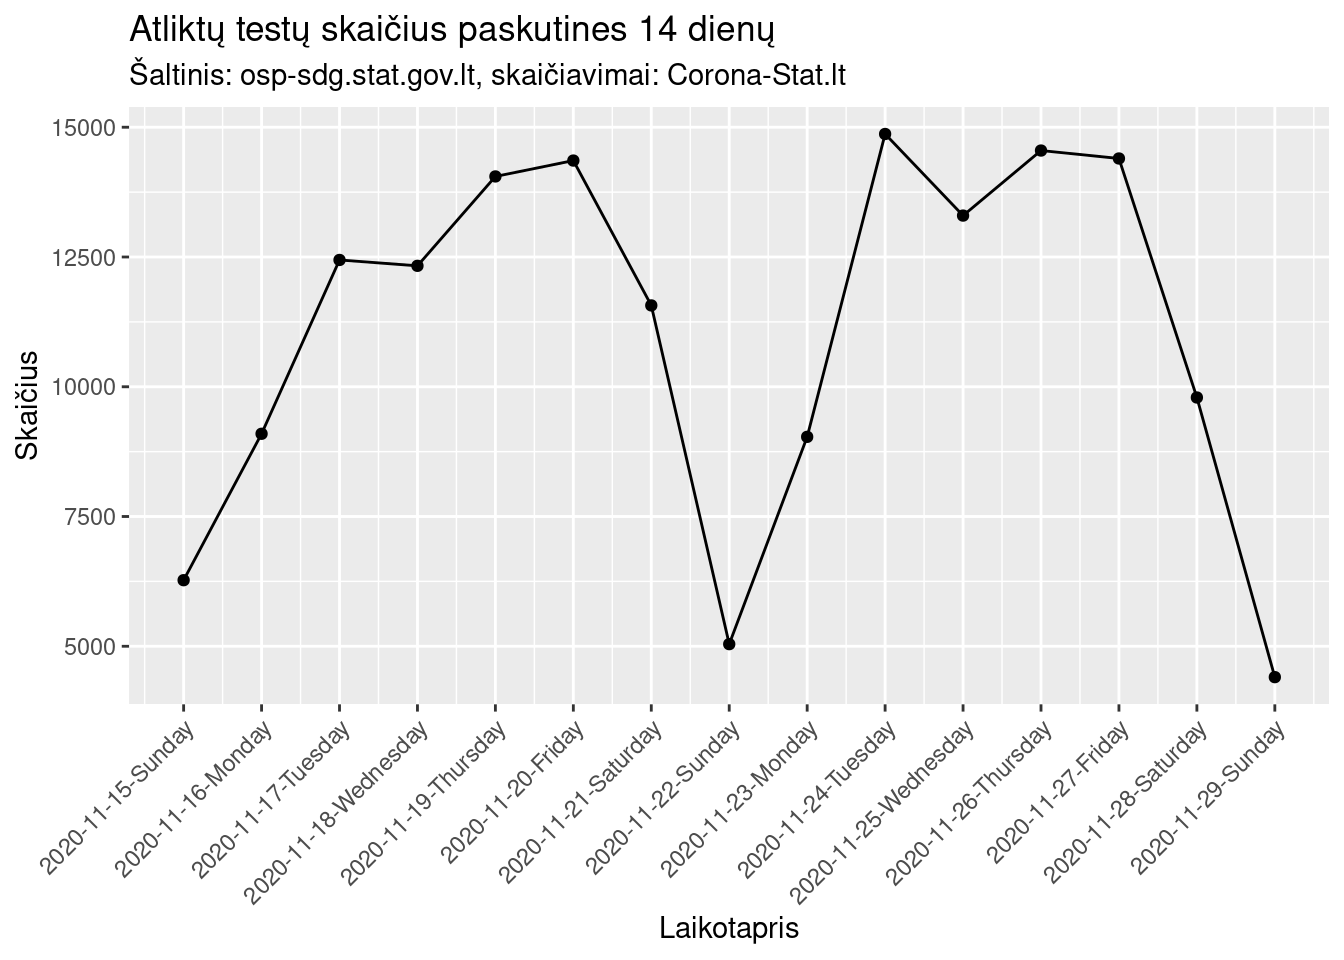 Atliktų testų skaičius paskutines 14 dienų
Šaltinis: osp-sdg.stat.gov.lt, skaičiavimai: Corona-Stat.lt
Skaičius
15000
12500
10000
7500
5000
2020-11-15-Sunday
2020-11-16-Monday
2020-11-17-Tuesday
2020-11-18-Wednesday
2020-11-19-Thursday
2020-11-20-Friday
2020-11-21-Saturday
2020-11-22-Sunday
2020-11-23-Monday
2020-11-24-Tuesday
2020-11-25-Wednesday
2020-11-26-Thursday
2020-11-27-Friday
2020-11-28-Saturday
2020-11-29-Sunday
Laikotapris